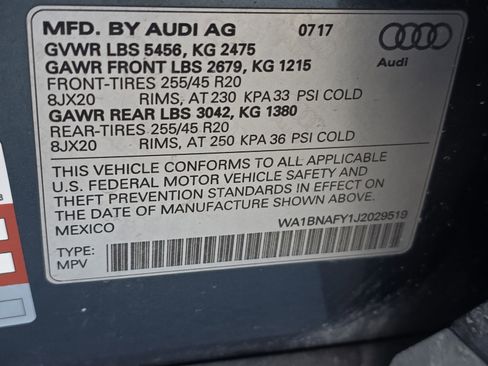 MFD. BY AUDI AG 0717
GVWR LBS 5456, KG 2475
GAWR FRONT LBS 2679, KG 1215
FRONT-TIRES 255/45 R20
8JX20 RIMS, AT 230 KPA 33 PSI COLD
GAWR REAR LBS 3042, KG 1380
REAR-TIRES 255/45 R20
8JX20 RIMS, AT 250 KPA 36 PSI COLD
Audi
THIS VEHICLE CONFORMS TO ALL APPLICABLE
U.S. FEDERAL MOTOR VEHICLE SAFETY AND
THEFT PREVENTION STANDARDS IN EFFECT ON
THE DATE OF MANUFACTURE SHOWN ABOVE.
MEXICO WA1BNAFY1J2029519
TYPE:
MPV